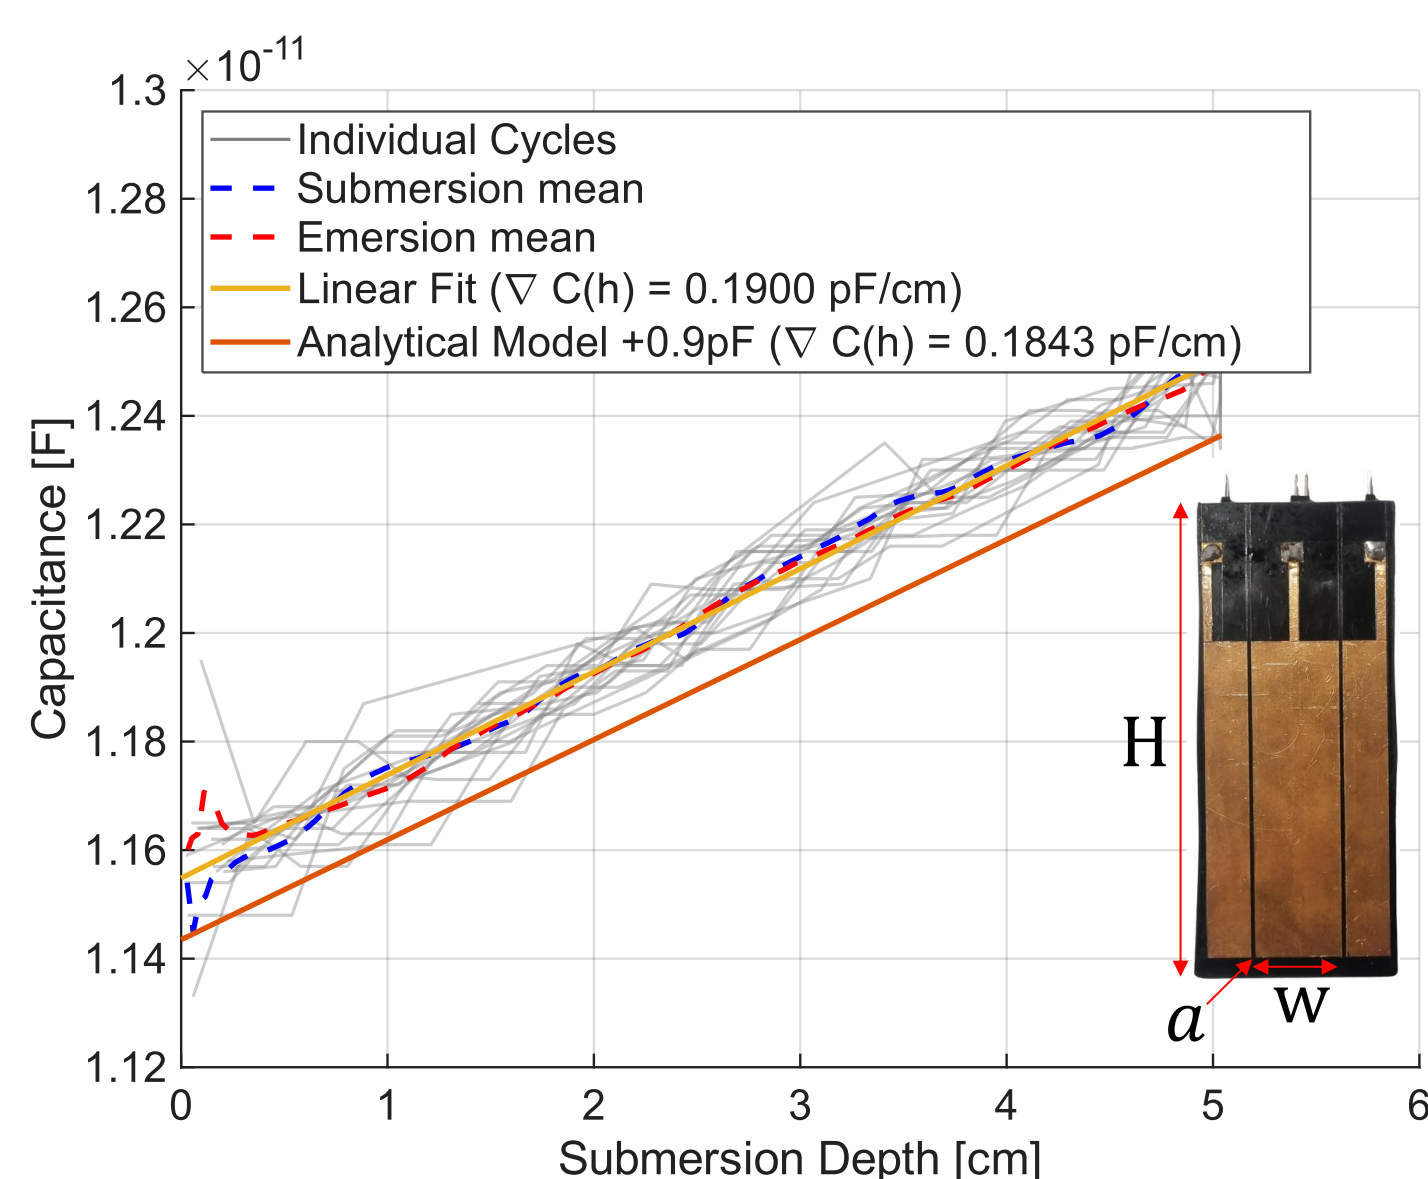 ×10-11
1.3
1.28
1.26
1.24
1.22
1.2
1.18
1.16
1.14
1.12
Capacitance [F]
Individual Cycles
Submersion mean
Emersion mean
Linear Fit (∇ C(h) = 0.1900 pF/cm)
Analytical Model +0.9pF (∇ C(h) = 0.1843 pF/cm)
H
a
w
0 1 2 3 4 5 6
Submersion Depth [cm]